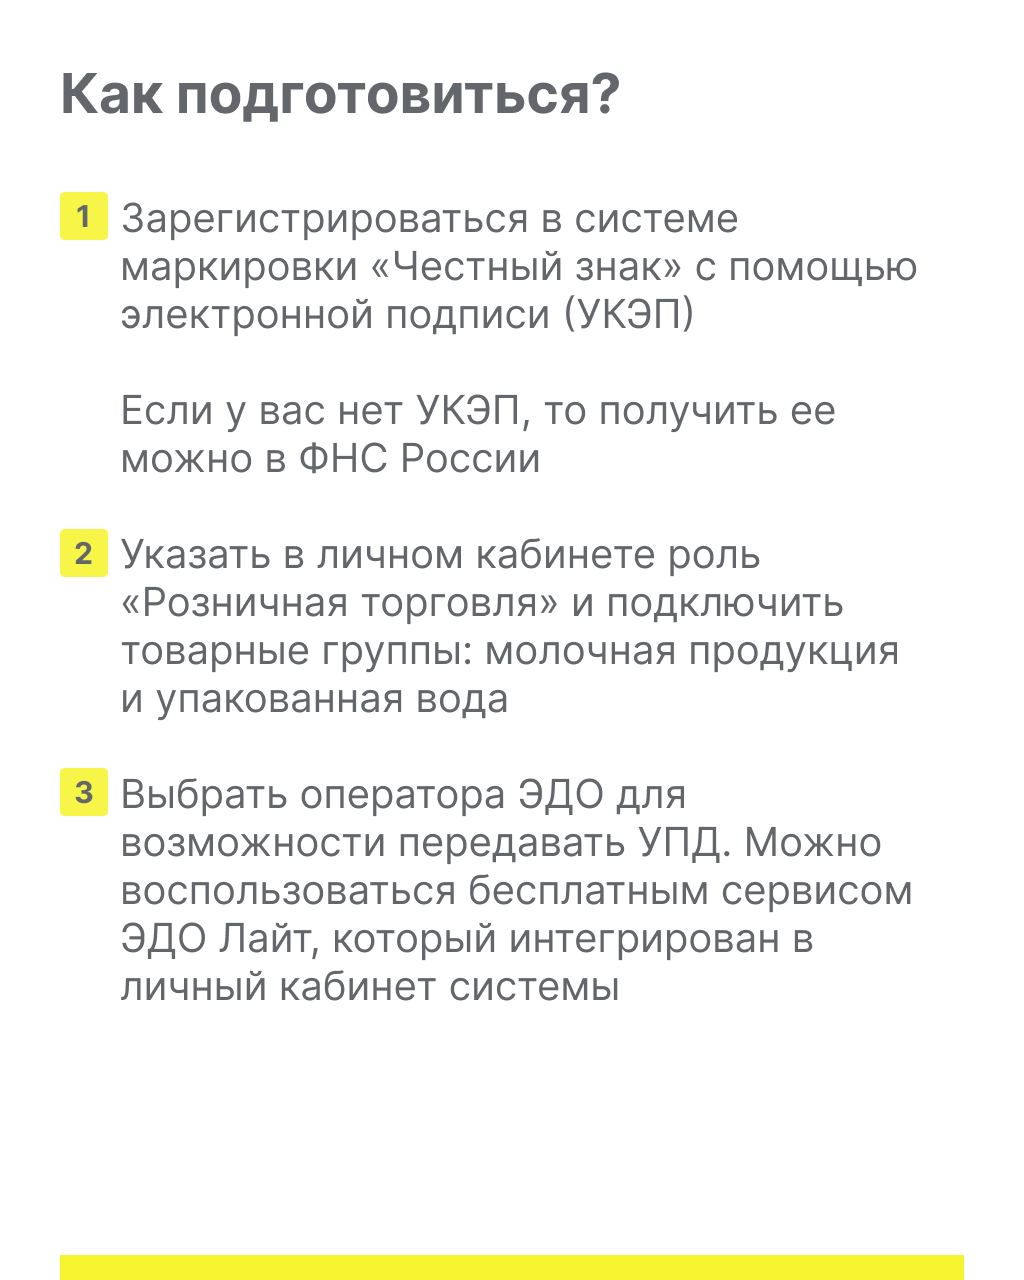 Как подготовиться?
1 Зарегистрироваться в системе
маркировки «Честный знак» с помощью
электронной подписи (УКЭП)
Если у вас нет УКЭП, то получить ее
можно в ФНС России
2 Указать в личном кабинете роль
«Розничная торговля» и подключить
товарные группы: молочная продукция
и упакованная вода
3 Выбрать оператора ЭДО для
возможности передавать УПД. Можно
воспользоваться бесплатным сервисом
ЭДО Лайт, который интегрирован в
личный кабинет системы